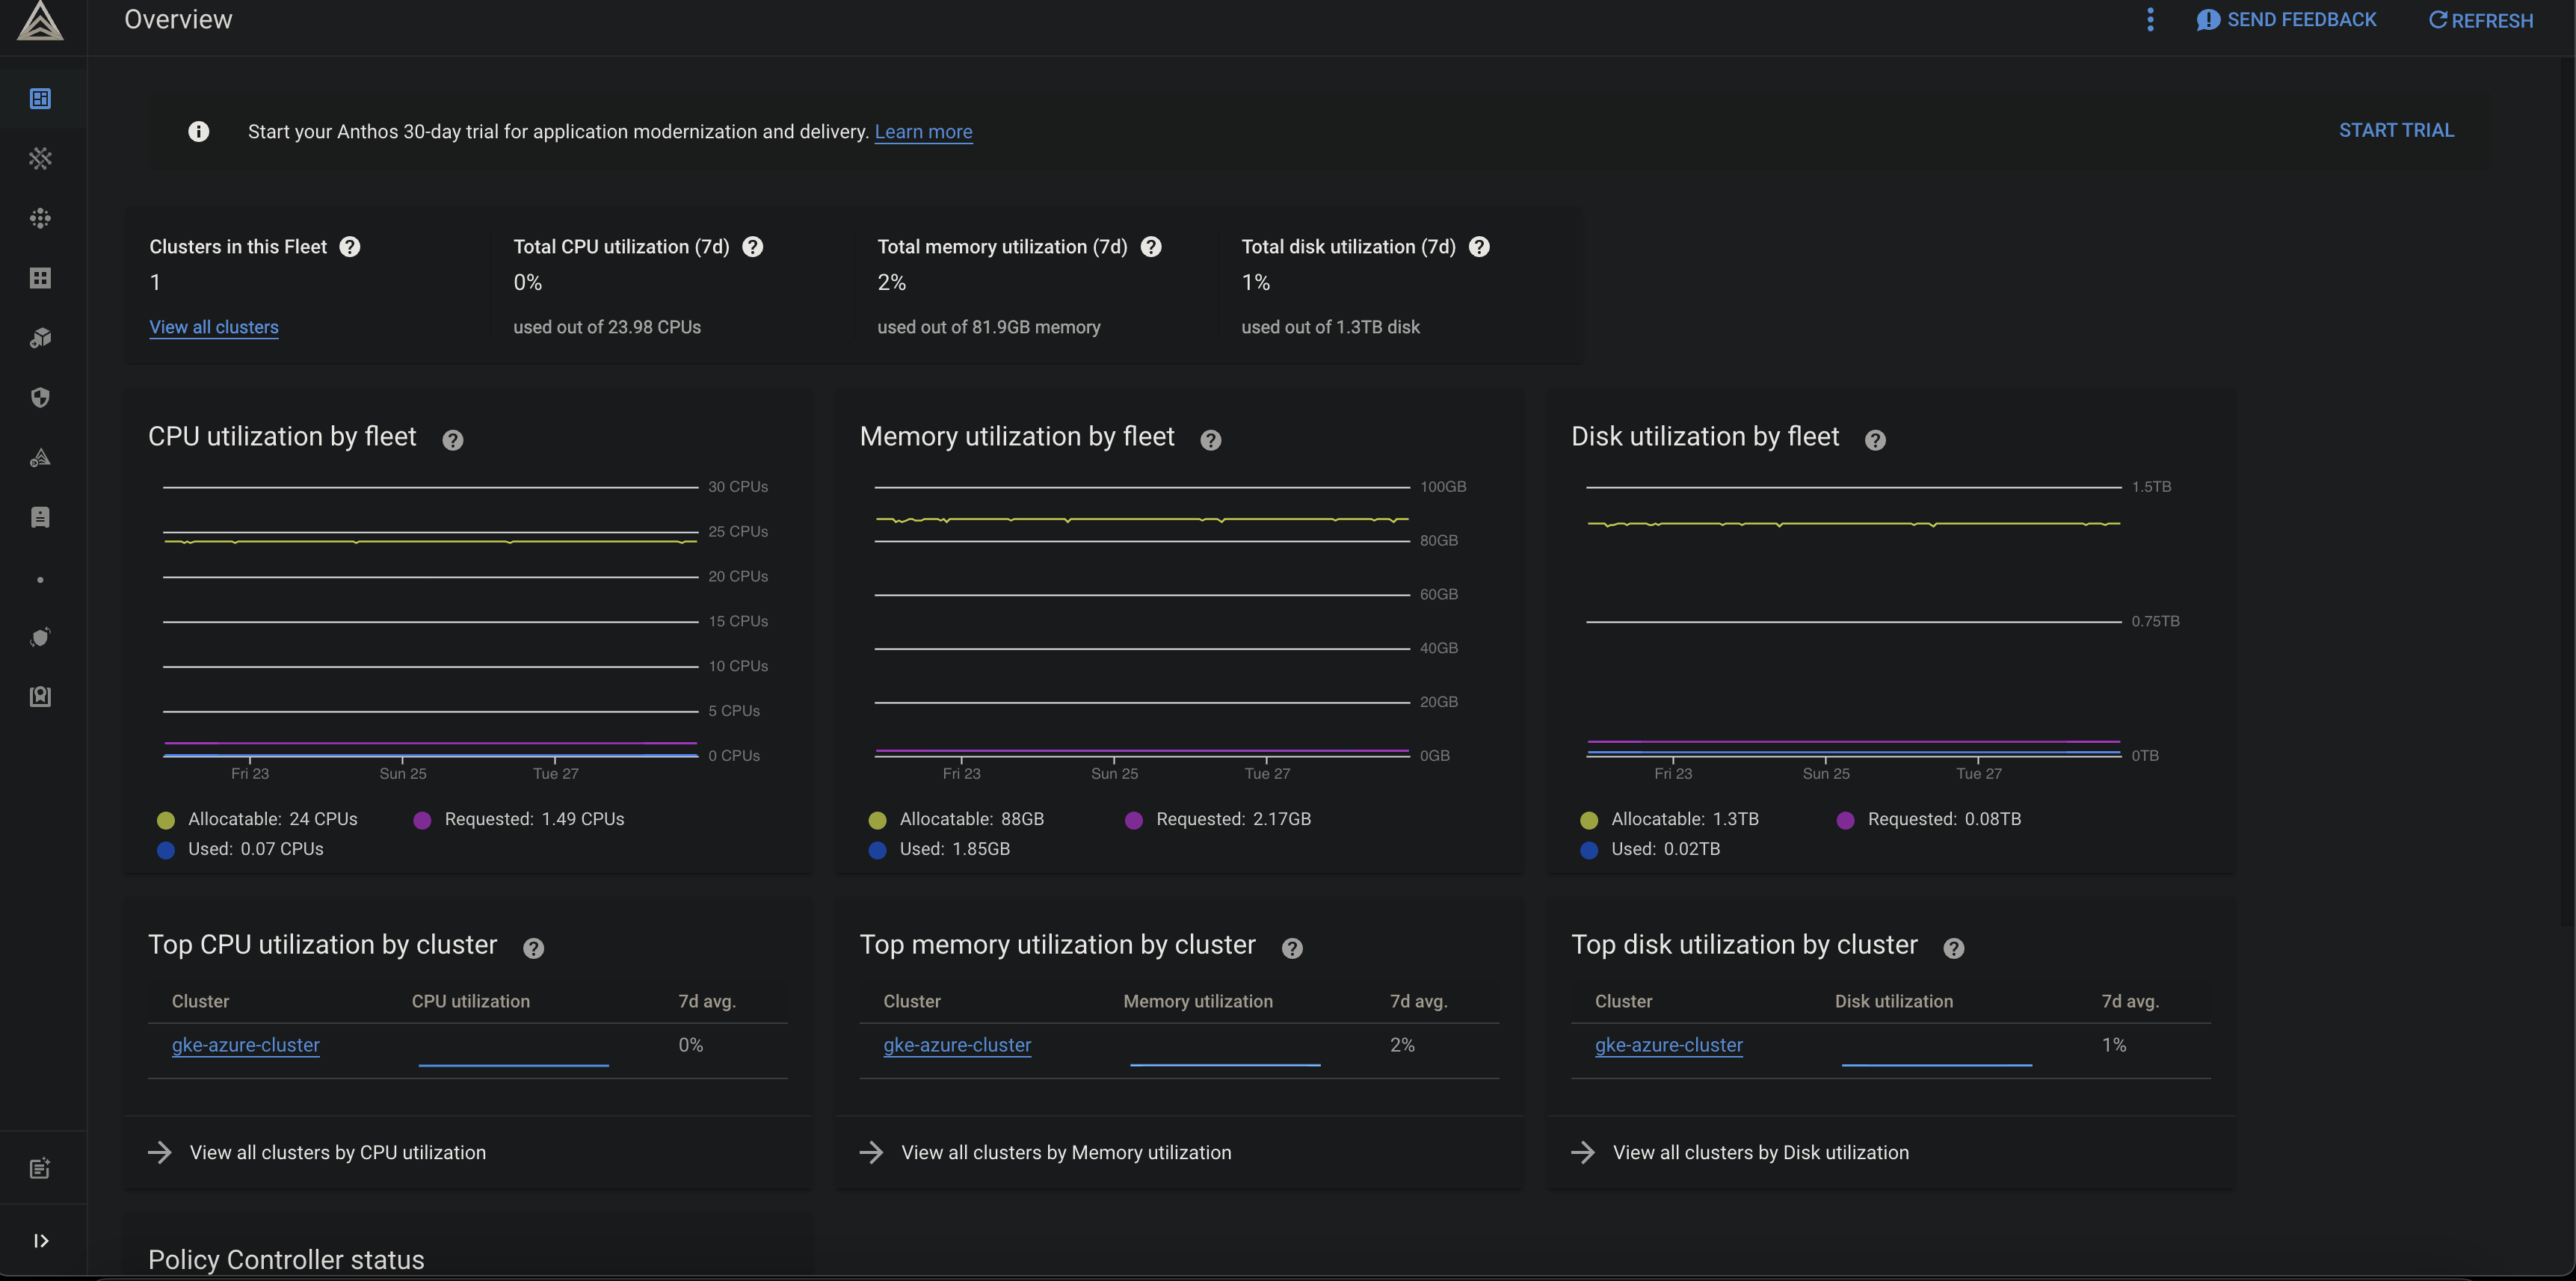 Overview
SEND FEEDBACK
REFRESH
Start your Anthos 30-day trial for application modernization and delivery. Learn more
START TRIAL
Clusters in this Fleet
1
View all clusters
Total CPU utilization (7d)
0%
used out of 23.98 CPUs
Total memory utilization (7d)
2%
used out of 81.9GB memory
Total disk utilization (7d)
1%
used out of 1.3TB disk
CPU utilization by fleet
30 CPUs
25 CPUs
20 CPUs
15 CPUs
10 CPUs
5 CPUs
0 CPUs
Fri 23 Sun 25 Tue 27
Allocatable: 24 CPUs Requested: 1.49 CPUs
Used: 0.07 CPUs
Memory utilization by fleet
100GB
80GB
60GB
40GB
20GB
0GB
Fri 23 Sun 25 Tue 27
Allocatable: 88GB Requested: 2.17GB
Used: 1.85GB
Disk utilization by fleet
1.5TB
0.75TB
0TB
Fri 23 Sun 25 Tue 27
Allocatable: 1.3TB Requested: 0.08TB
Used: 0.02TB
Top CPU utilization by cluster
Cluster CPU utilization 7d avg.
gke-azure-cluster 0%
View all clusters by CPU utilization
Top memory utilization by cluster
Cluster Memory utilization 7d avg.
gke-azure-cluster 2%
View all clusters by Memory utilization
Top disk utilization by cluster
Cluster Disk utilization 7d avg.
gke-azure-cluster 1%
View all clusters by Disk utilization
Policy Controller status